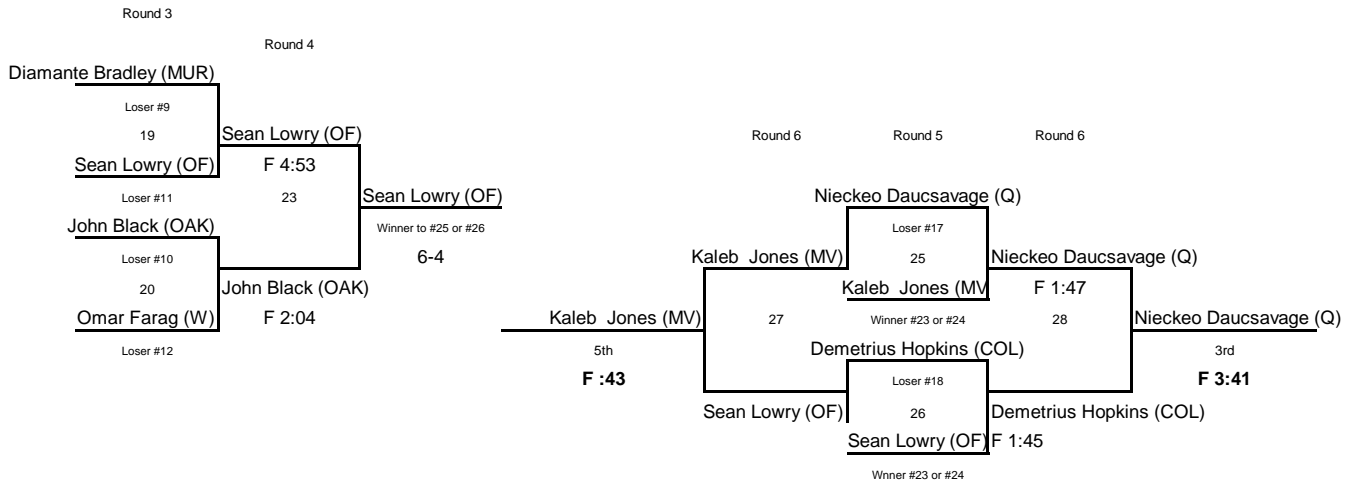 Round 3
Round 4
Diamante Bradley (MUR)
Loser #9
19
Sean Lowry (OF)
Sean Lowry (OF)
F 4:53
Loser #11
23
Sean Lowry (OF)
John Black (OAK)
Winner to #25 or #26
Loser #10
6-4
20
John Black (OAK)
Omar Farag (W)
F 2:04
Loser #12
Round 6
Round 5
Round 6
Nieckeo Daucsavage (Q)
Loser #17
Kaleb Jones (MV)
25
Nieckeo Daucsavage (Q)
Kaleb Jones (MV
F 1:47
Kaleb Jones (MV)
27
Winner #23 or #24
28
Nieckeo Daucsavage (Q)
5th
Demetrius Hopkins (COL)
3rd
F :43
Loser #18
F 3:41
Sean Lowry (OF)
26
Demetrius Hopkins (COL)
Sean Lowry (OF)
F 1:45
Wnner #23 or #24